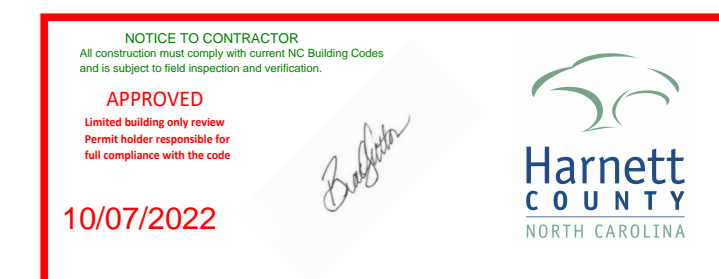 NOTICE TO CONTRACTOR
All construction must comply with current NC Building Codes
and is subject to field inspection and verification.
APPROVED
Limited building only review
Permit holder responsible for
full compliance with the code
10/07/2022
Harnett
COUNTY
NORTH CAROLINA